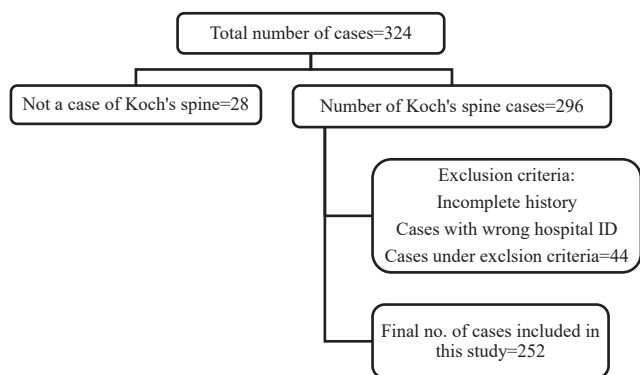 Total number of cases=324
Not a case of Koch's spine=28
Number of Koch's spine cases=296
Exclusion criteria:
Incomplete history
Cases with wrong hospital ID
Cases under exclsion criteria=44
Final no. of cases included in
this study=252